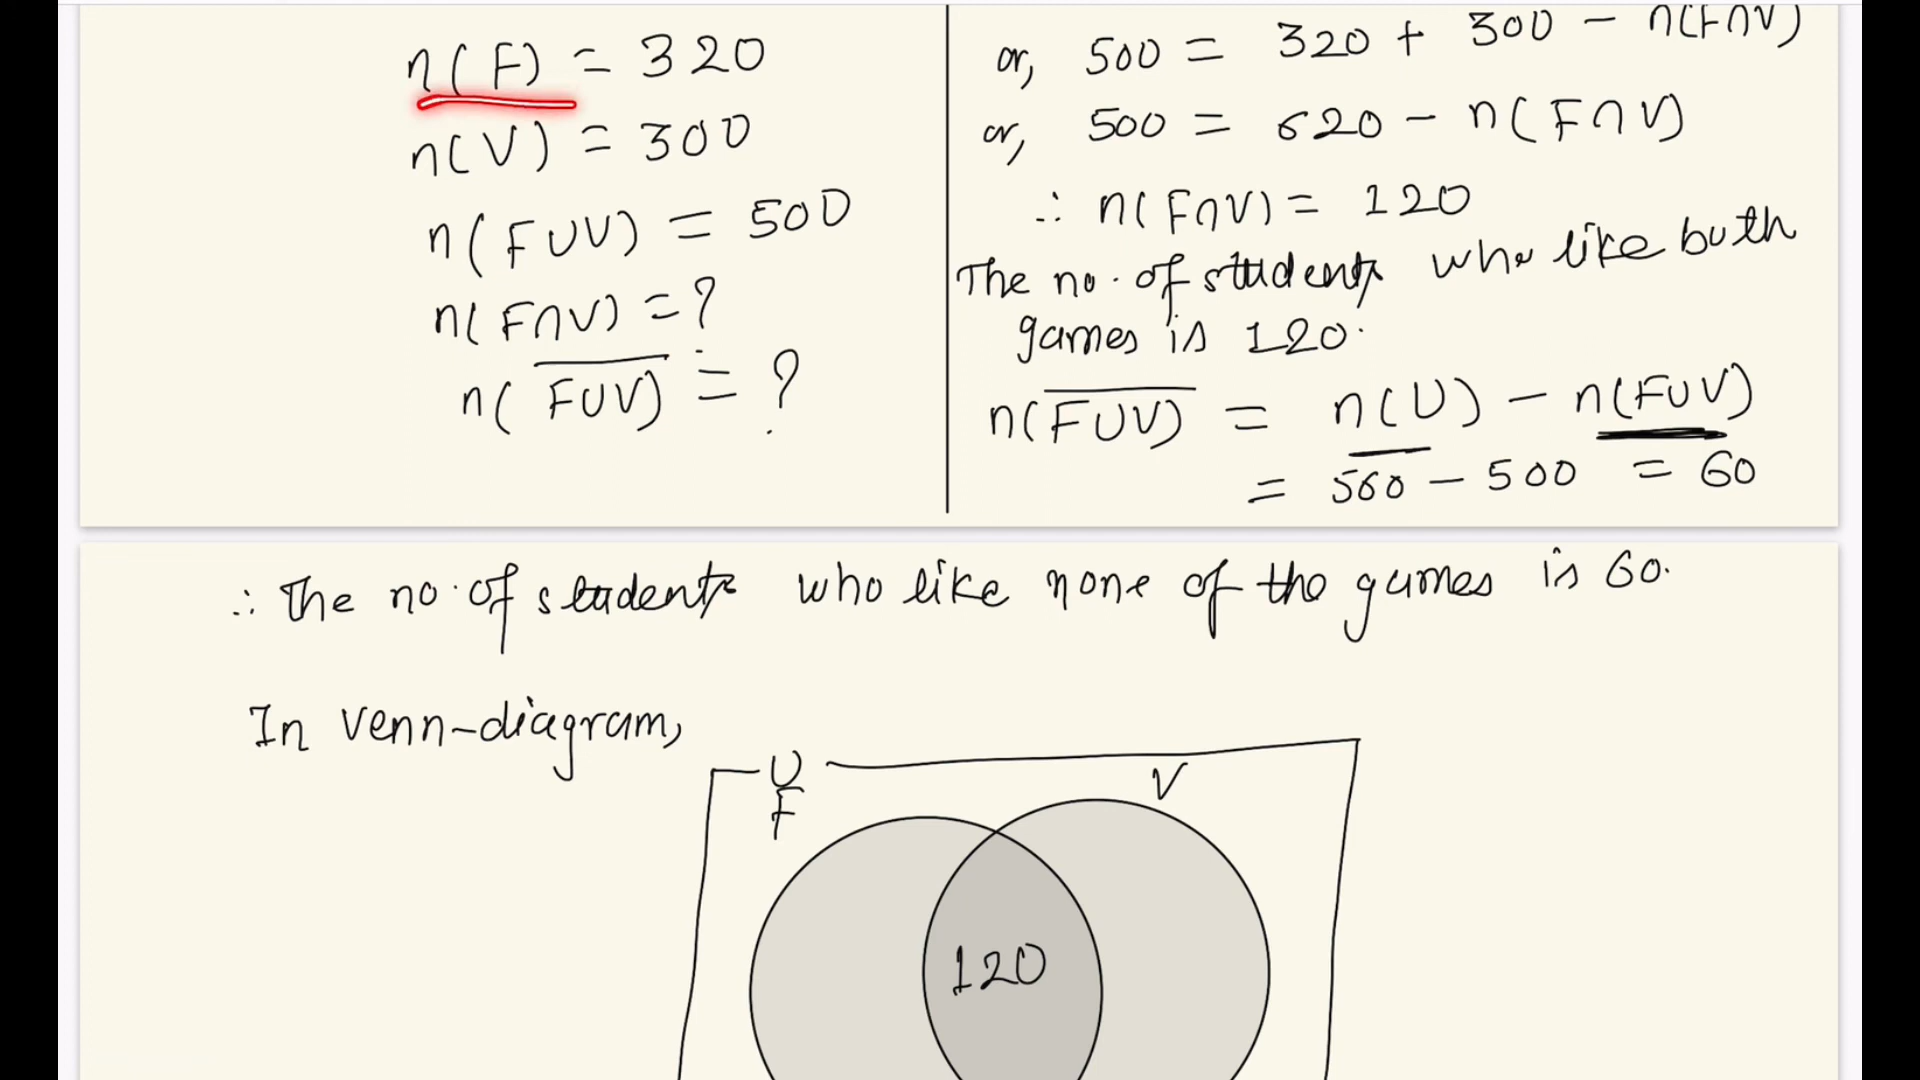 n(F) = 320
n(V) = 300
n(F∪V) = 500
n(F∩V) = ?
n(\overline{F∪V}) = ?
or, 500 = 320 + 300 - n(F∩V)
or, 500 = 620 - n(F∩V)
∴ n(F∩V) = 120
The no. of students who like both
games is 120.
n(\overline{F∪V}) = n(U) - n(F∪V)
= 560 - 500 = 60
∴ The no. of students who like none of the games is 60.
In venn-diagram,
U
F
V
120